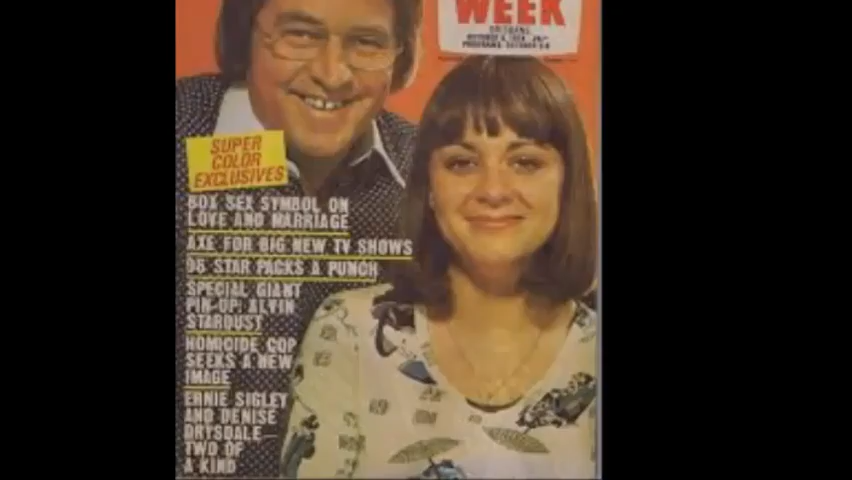 WEEK
BRISBANE
SUPER
COLOR
EXCLUSIVES
BOX SEX SYMBOL ON
LOVE AND MARRIAGE
AXE FOR BIG NEW TV SHOWS
96 STAR PACKS A PUNCH
SPECIAL GIANT
PIN-UP: ALVIN
STARDUST
HOMICIDE COP
SEEKS A NEW
IMAGE
ERNIE SIGLEY
AND DENISE
DRYSDALE—
TWO OF
A KIND